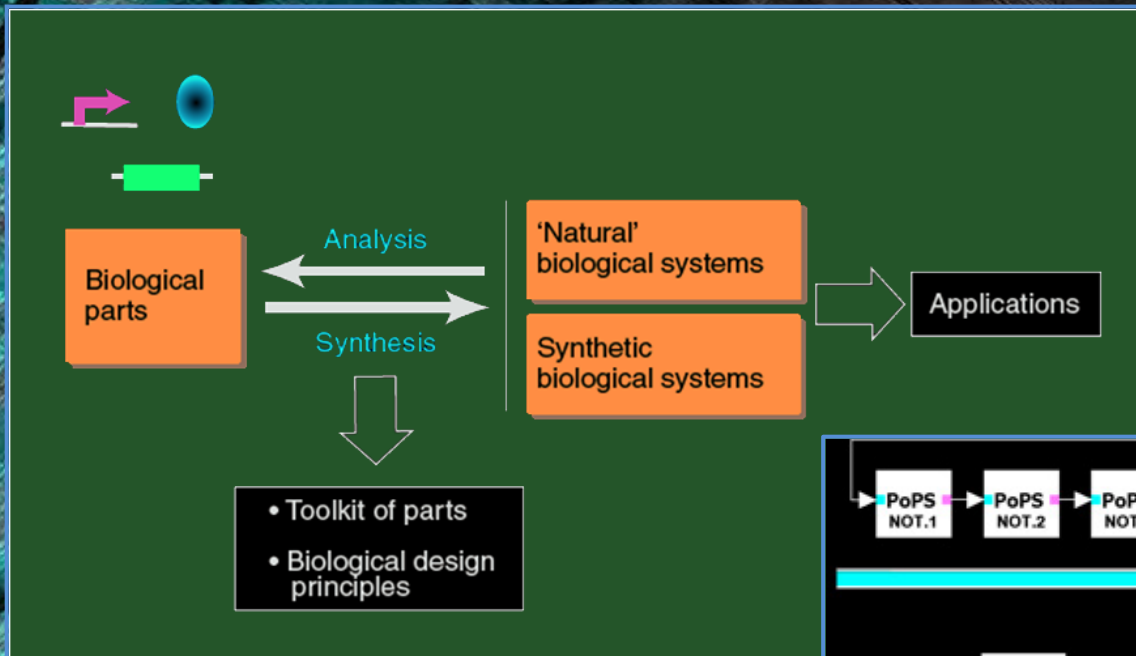 Analysis
Biological
parts
Synthesis
‘Natural’
biological systems
Synthetic
biological systems
Applications
• Toolkit of parts
• Biological design
principles
PoPS
NOT.1
PoPS
NOT.2